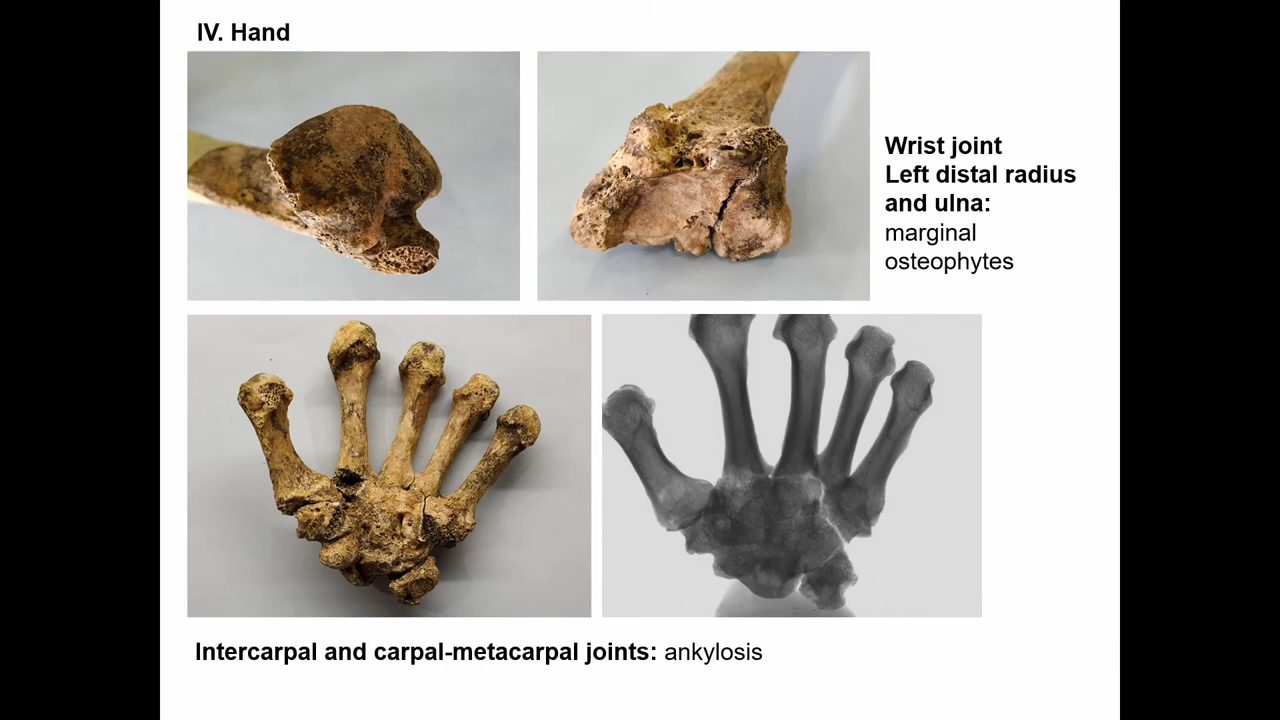 IV. Hand
Wrist joint
Left distal radius
and ulna:
marginal
osteophytes
Intercarpal and carpal-metacarpal joints: ankylosis